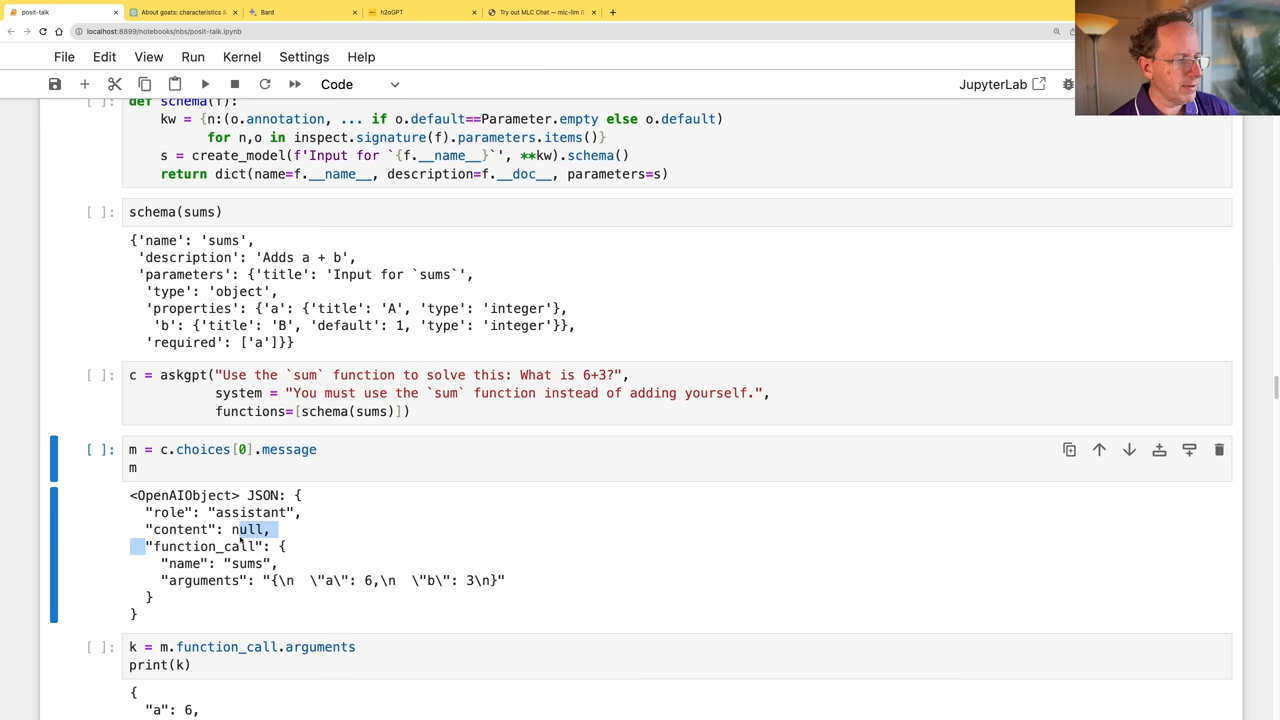 posit-talk
About goats: characteristics &
Bard
h2oGPT
Try out MLC Chat — mlc-llm 0
localhost:8899/notebooks/nbs/posit-talk.ipynb
File Edit View Run Kernel Settings Help
Code
JupyterLab
[ ]: def schema(f):
kw = {n:(o.annotation, ... if o.default==Parameter.empty else o.default)
for n,o in inspect.signature(f).parameters.items()}
s = create_model(f'Input for `{f.__name__}`', **kw).schema()
return dict(name=f.__name__, description=f.__doc__, parameters=s)
[ ]: schema(sums)
{'name': 'sums',
'description': 'Adds a + b',
'parameters': {'title': 'Input for `sums`',
'type': 'object',
'properties': {'a': {'title': 'A', 'type': 'integer'},
'b': {'title': 'B', 'default': 1, 'type': 'integer'}},
'required': ['a']}}
[ ]: c = askgpt("Use the `sum` function to solve this: What is 6+3?",
system = "You must use the `sum` function instead of adding yourself.",
functions=[schema(sums)])
[ ]: m = c.choices[0].message
m
<OpenAIObject> JSON: {
"role": "assistant",
"content": null,
"function_call": {
"name": "sums",
"arguments": "{\n  \"a\": 6,\n  \"b\": 3\n}"
}
}
[ ]: k = m.function_call.arguments
print(k)
{
"a": 6,